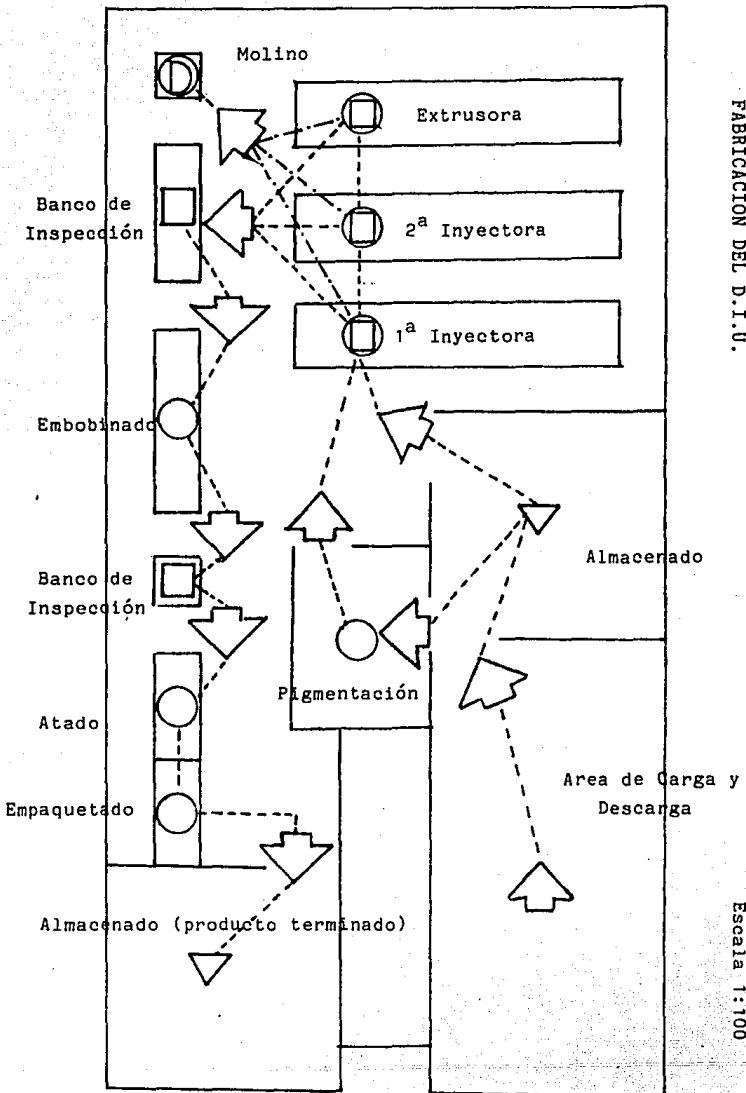 FABRICACION DEL D.I.U.
Molino
Extrusora
Banco de
Inspección
2ª Inyectora
1ª Inyectora
Embobinado
Almacenado
Banco de
Inspección
Pigmentación
Atado
Area de Carga y
Descarga
Empaquetado
Almacenado (producto terminado)
Escala 1:100